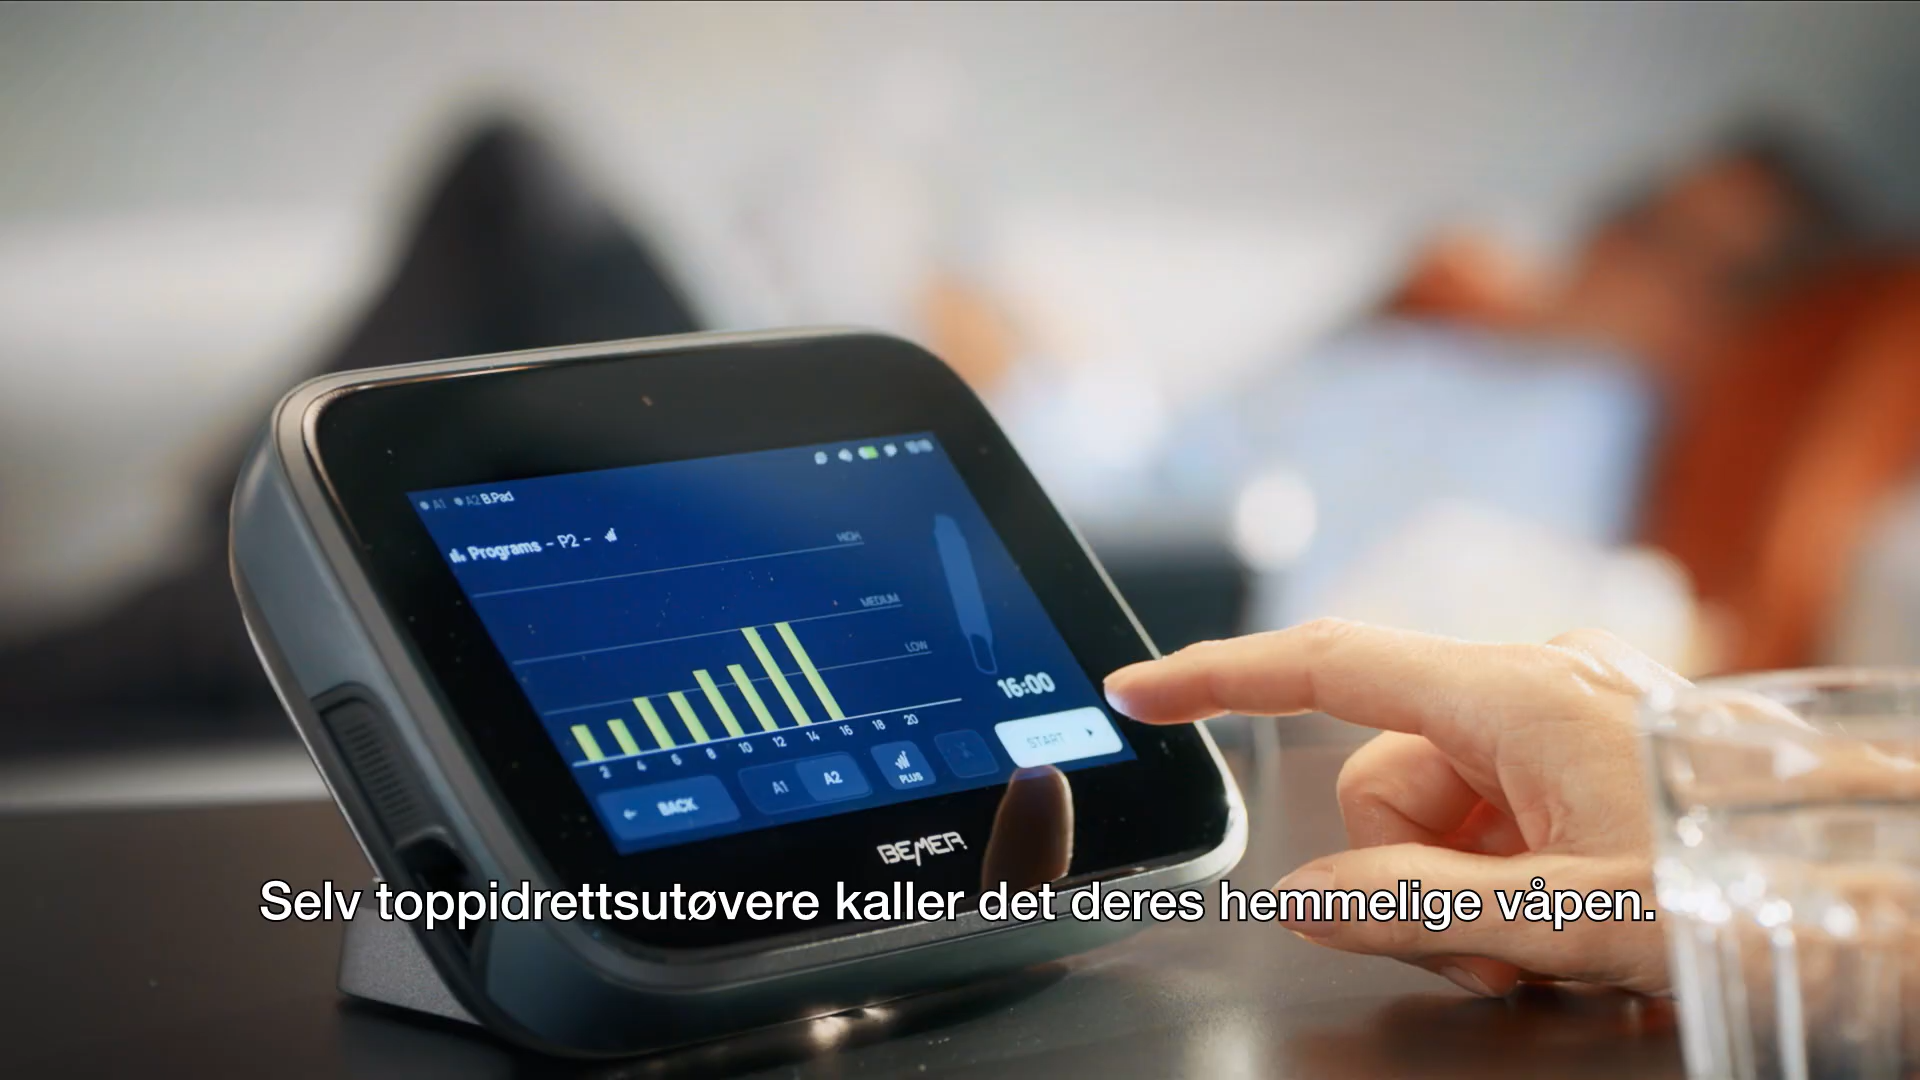 A1 A2 B.Pad
Programs - P2 -
HIGH
MEDIUM
LOW
16:00
2 4 6 8 10 12 14 16 18 20
BACK
A1 A2
PLUS
START
BEMER
Selv toppidrettsutøvere kaller det deres hemmelige våpen.